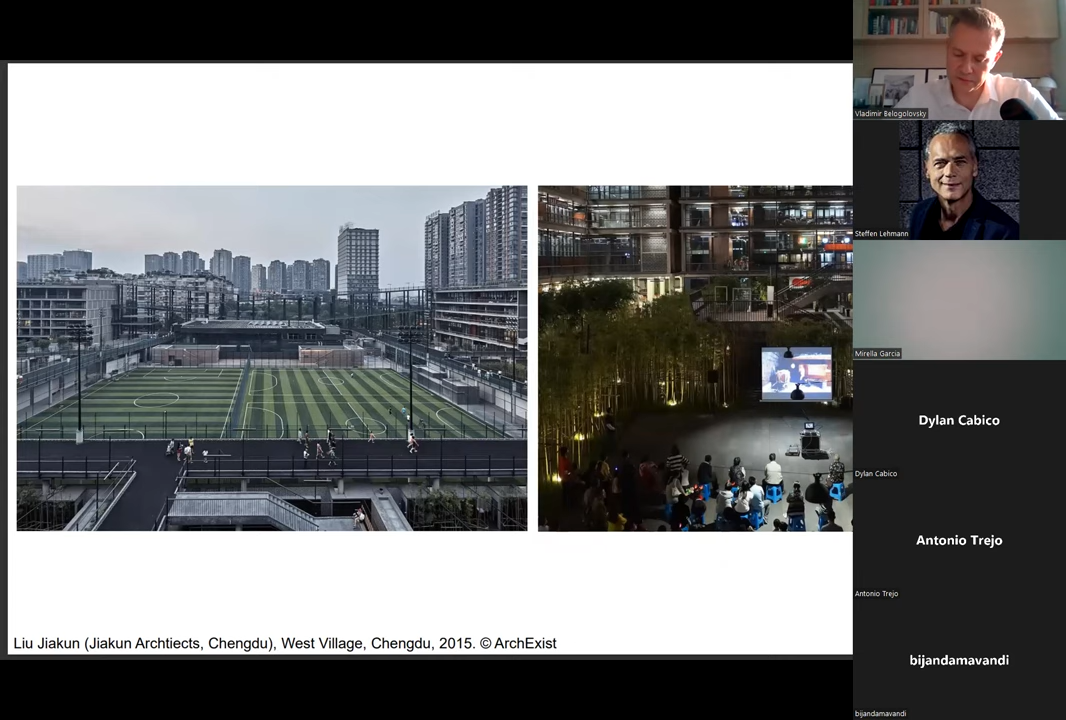 Vladimir Belogolovsky
Steffen Lehmann
Mirella Garcia
Dylan Cabico
Dylan Cabico
Antonio Trejo
Antonio Trejo
bijandamavandi
bijandamavandi
Liu Jiakun (Jiakun Archtiects, Chengdu), West Village, Chengdu, 2015. © ArchExist